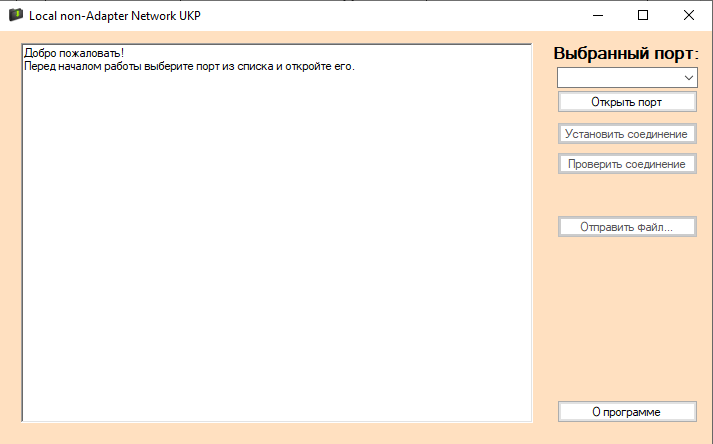 Local non-Adapter Network UKP
Добро пожаловать!
Перед началом работы выберите порт из списка и откройте его.
Выбранный порт:
Открыть порт
Установить соединение
Проверить соединение
Отправить файл...
О программе